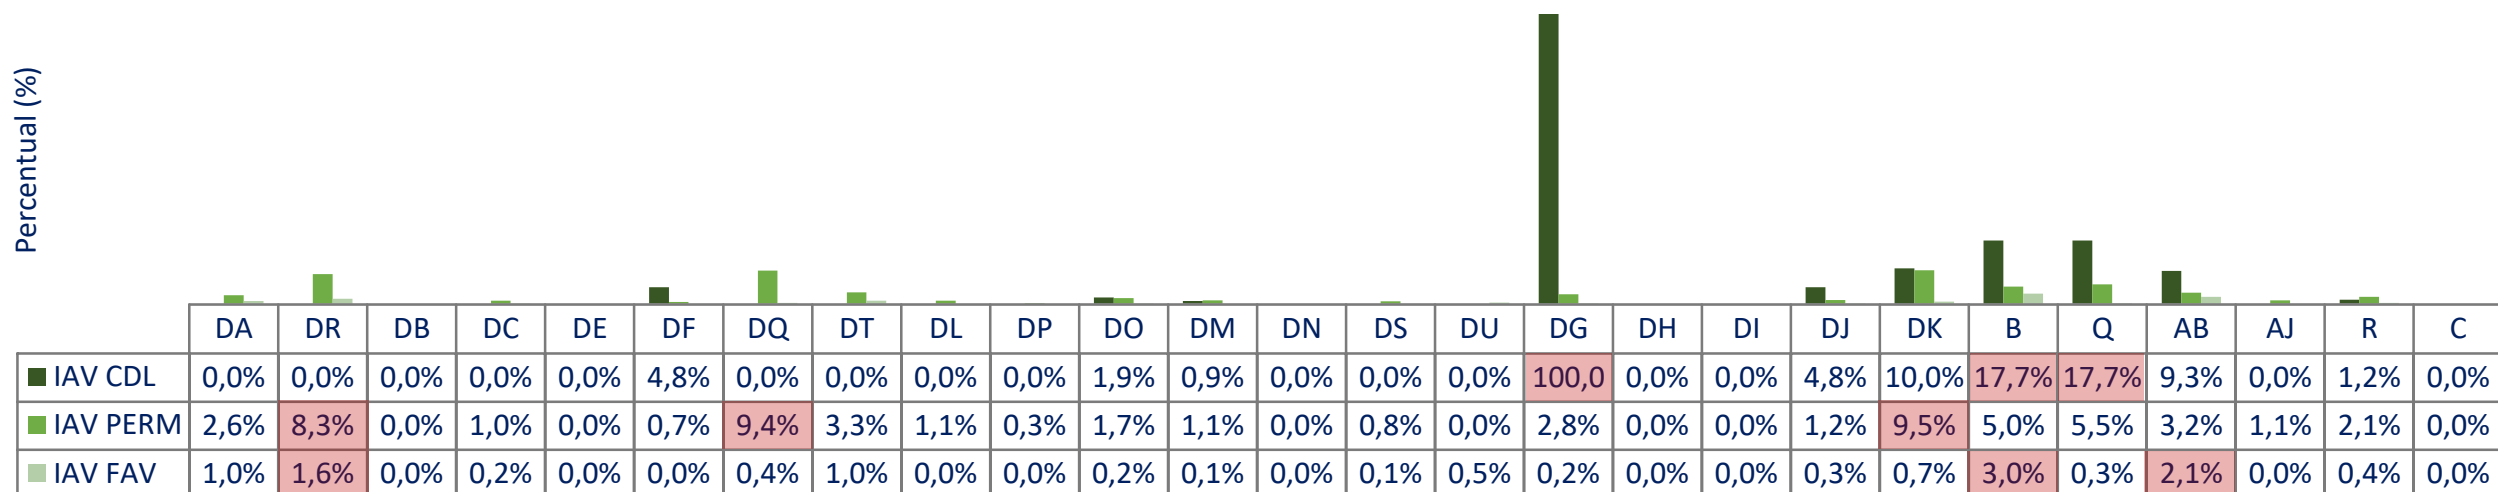 Percentual (%)
DA DR DB DC DE DF DQ DT DL DP DO DM DN DS DU DG DH DI DJ DK B Q AB AJ R C
IAV CDL 0,0% 0,0% 0,0% 0,0% 0,0% 4,8% 0,0% 0,0% 0,0% 0,0% 1,9% 0,9% 0,0% 0,0% 0,0% 100,0 0,0% 0,0% 4,8% 10,0% 17,7% 17,7% 9,3% 0,0% 1,2% 0,0%
IAV PERM 2,6% 8,3% 0,0% 1,0% 0,0% 0,7% 9,4% 3,3% 1,1% 0,3% 1,7% 1,1% 0,0% 0,8% 0,0% 2,8% 0,0% 0,0% 1,2% 9,5% 5,0% 5,5% 3,2% 1,1% 2,1% 0,0%
IAV FAV 1,0% 1,6% 0,0% 0,2% 0,0% 0,0% 0,4% 1,0% 0,0% 0,0% 0,2% 0,1% 0,0% 0,1% 0,5% 0,2% 0,0% 0,0% 0,3% 0,7% 3,0% 0,3% 2,1% 0,0% 0,4% 0,0%